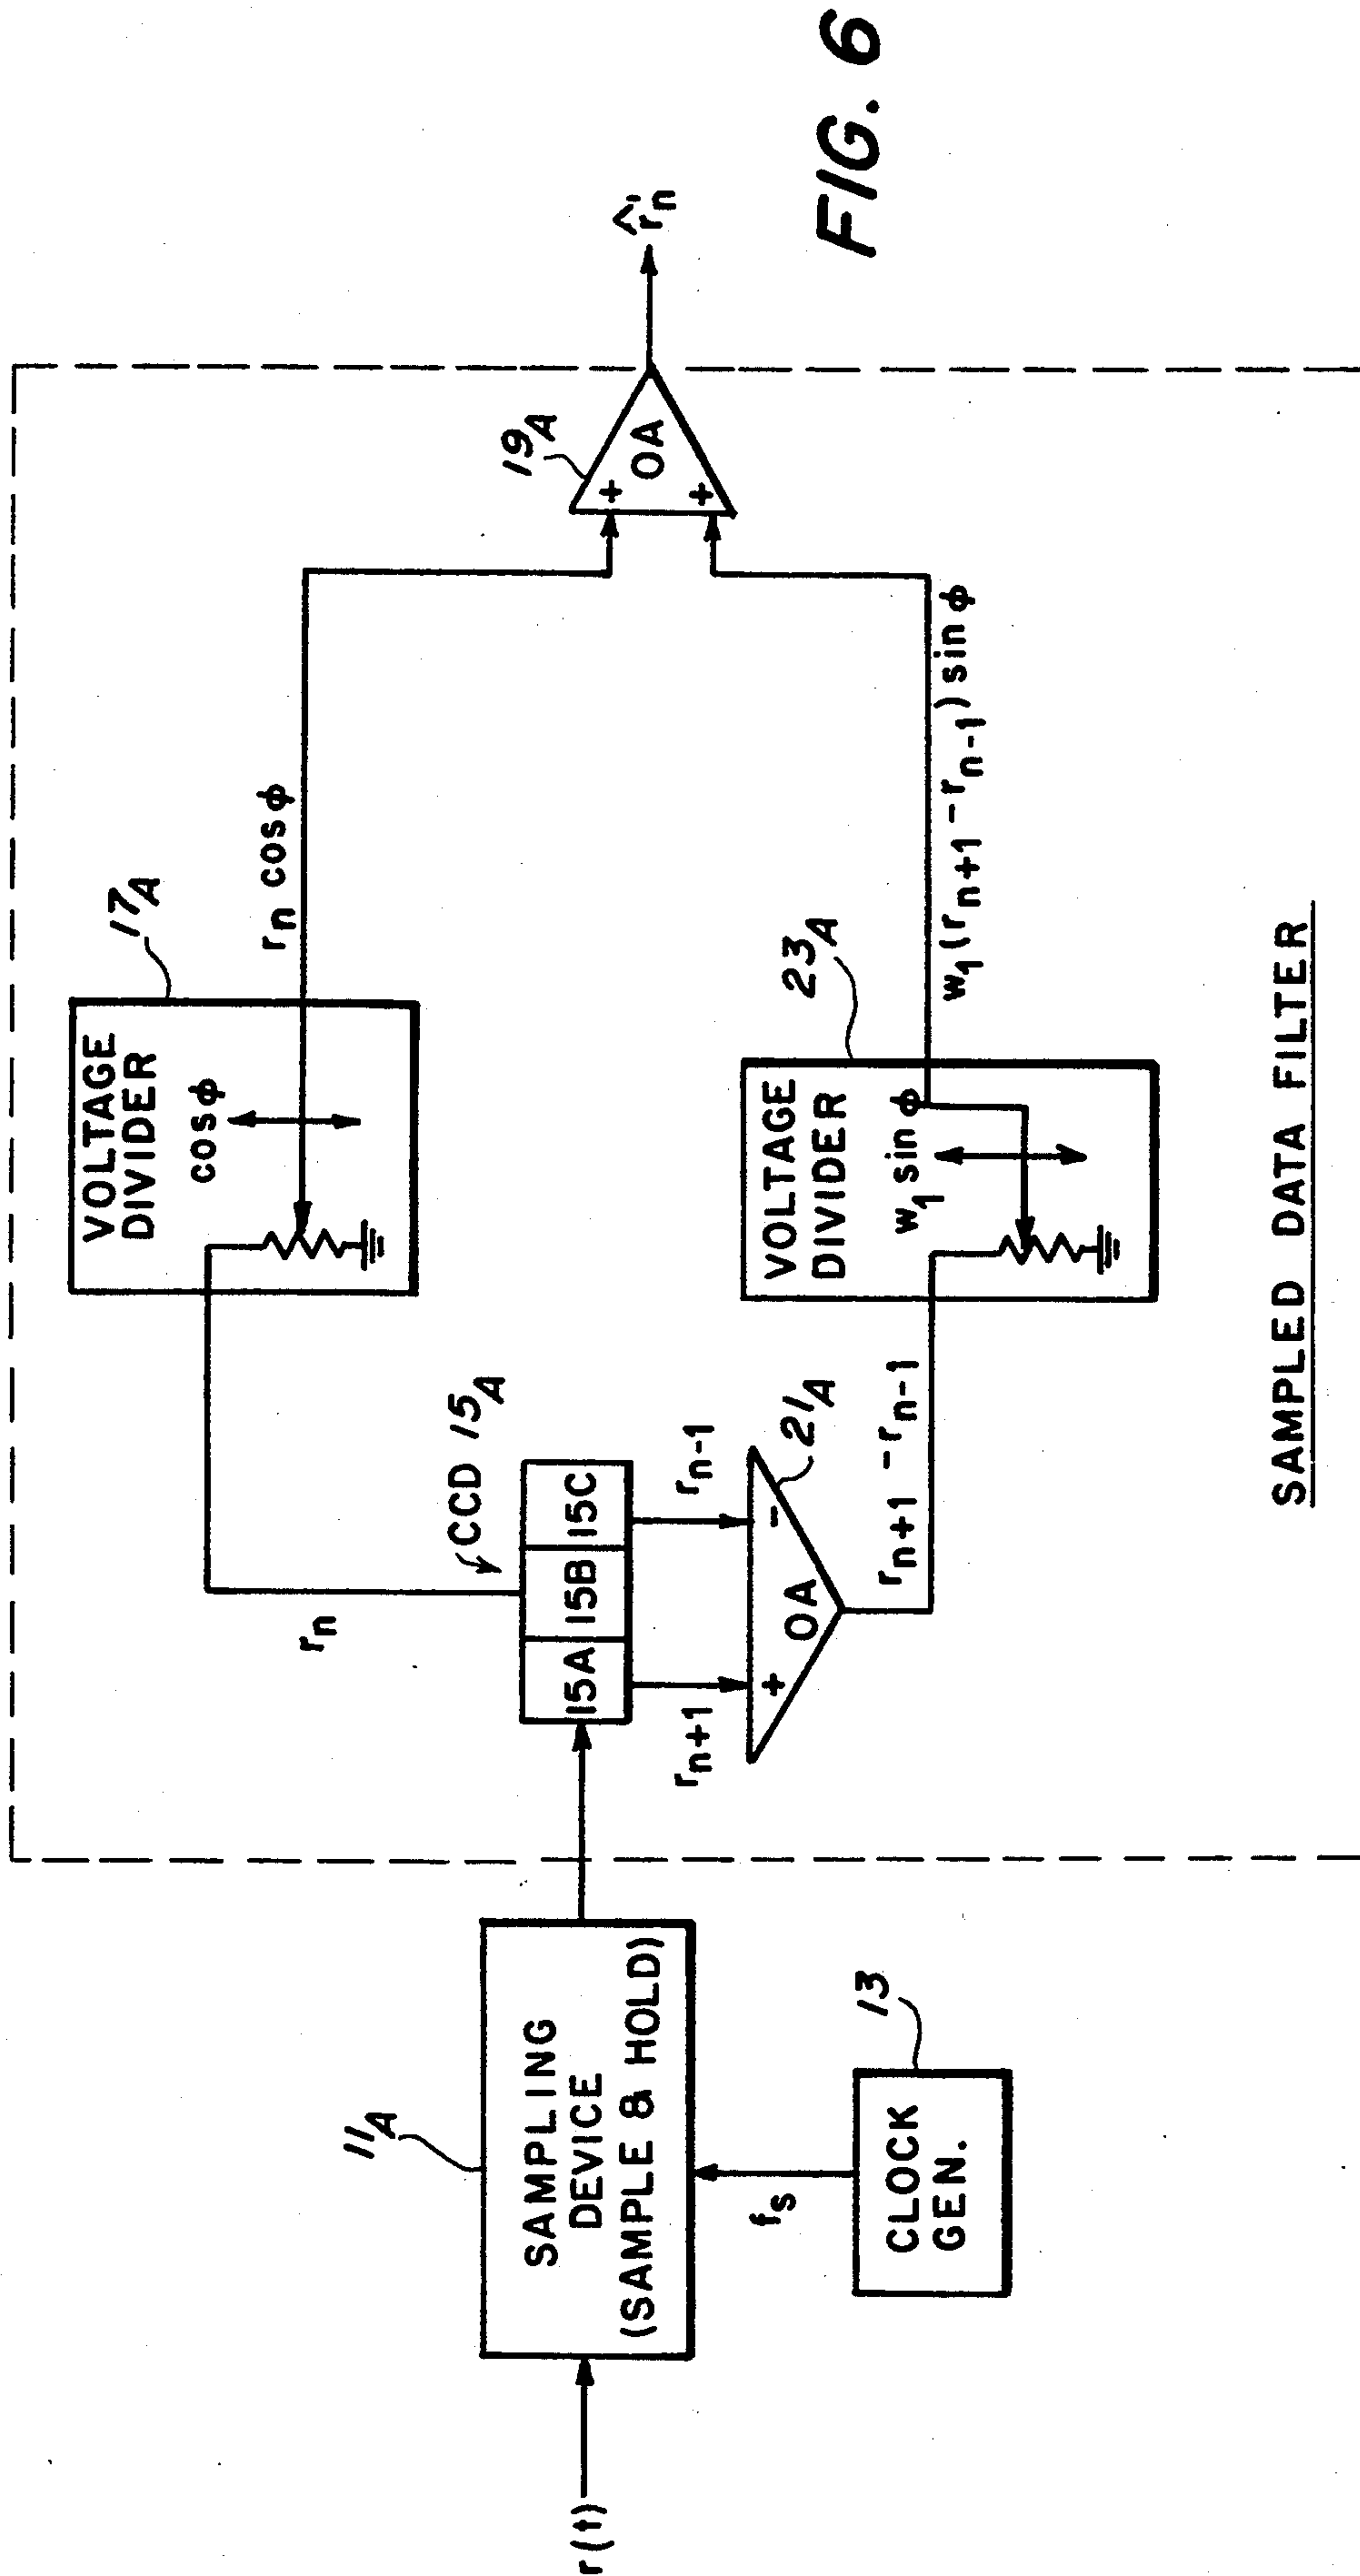 r(t)
11A
SAMPLING
DEVICE
(SAMPLE & HOLD)
fs
13
CLOCK
GEN.
rn
CCD 15A
15A 15B 15C
rn+1
rn-1
+ OA -
21A
rn+1 - rn-1
17A
VOLTAGE
DIVIDER
cos ϕ
rn cos ϕ
23A
VOLTAGE
DIVIDER
w1 sin ϕ
w1(rn+1 - rn-1) sin ϕ
19A
+
OA
+
r̂n
SAMPLED DATA FILTER
FIG. 6